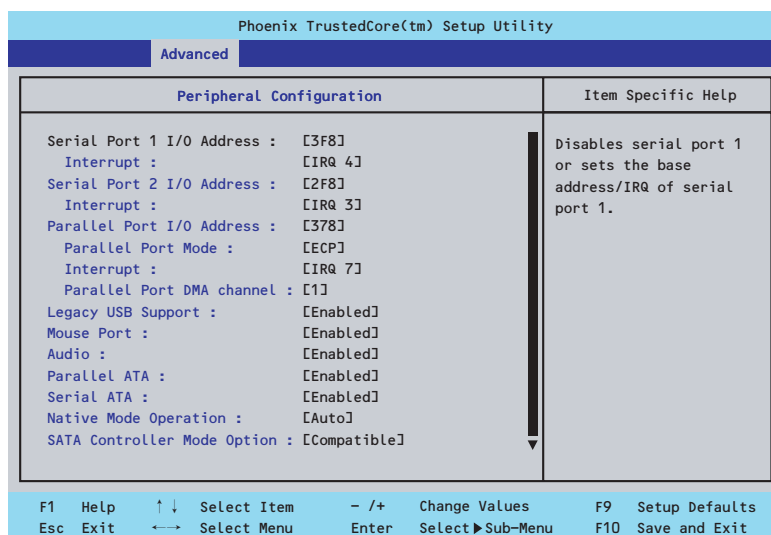 Phoenix TrustedCore(tm) Setup Utility
Advanced
Peripheral Configuration
Item Specific Help
Serial Port 1 I/O Address : [3F8]
Interrupt : [IRQ 4]
Serial Port 2 I/O Address : [2F8]
Interrupt : [IRQ 3]
Parallel Port I/O Address : [378]
Parallel Port Mode : [ECP]
Interrupt : [IRQ 7]
Parallel Port DMA channel : [1]
Legacy USB Support : [Enabled]
Mouse Port : [Enabled]
Audio : [Enabled]
Parallel ATA : [Enabled]
Serial ATA : [Enabled]
Native Mode Operation : [Auto]
SATA Controller Mode Option : [Compatible]
Disables serial port 1
or sets the base
address/IRQ of serial
port 1.
F1 Help ↑↓ Select Item – /+ Change Values F9 Setup Defaults
Esc Exit ←→ Select Menu Enter Select▶Sub-Menu F10 Save and Exit